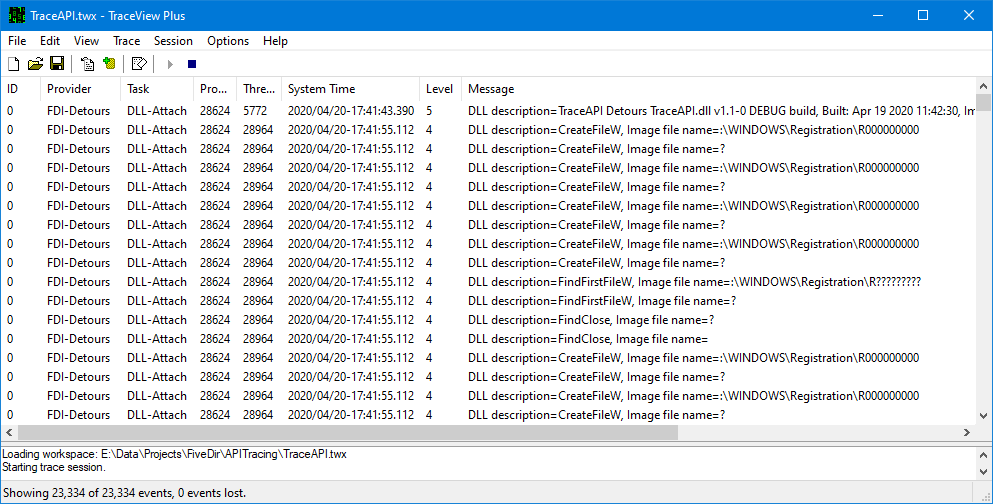 TraceAPI.twx - TraceView Plus
File Edit View Trace Session Options Help
ID Provider Task Pro... Thre... System Time Level Message
0 FDI-Detours DLL-Attach 28624 5772 2020/04/20-17:41:43.390 5 DLL description=TraceAPI Detours TraceAPI.dll v1.1-0 DEBUG build, Built: Apr 19 2020 11:42:30, Im
0 FDI-Detours DLL-Attach 28624 28964 2020/04/20-17:41:55.112 4 DLL description=CreateFileW, Image file name=:\WINDOWS\Registration\R000000000
0 FDI-Detours DLL-Attach 28624 28964 2020/04/20-17:41:55.112 4 DLL description=CreateFileW, Image file name=?
0 FDI-Detours DLL-Attach 28624 28964 2020/04/20-17:41:55.112 4 DLL description=CreateFileW, Image file name=:\WINDOWS\Registration\R000000000
0 FDI-Detours DLL-Attach 28624 28964 2020/04/20-17:41:55.112 4 DLL description=CreateFileW, Image file name=?
0 FDI-Detours DLL-Attach 28624 28964 2020/04/20-17:41:55.112 4 DLL description=CreateFileW, Image file name=:\WINDOWS\Registration\R000000000
0 FDI-Detours DLL-Attach 28624 28964 2020/04/20-17:41:55.112 4 DLL description=CreateFileW, Image file name=?
0 FDI-Detours DLL-Attach 28624 28964 2020/04/20-17:41:55.112 4 DLL description=CreateFileW, Image file name=:\WINDOWS\Registration\R000000000
0 FDI-Detours DLL-Attach 28624 28964 2020/04/20-17:41:55.112 4 DLL description=CreateFileW, Image file name=?
0 FDI-Detours DLL-Attach 28624 28964 2020/04/20-17:41:55.112 4 DLL description=FindFirstFileW, Image file name=:\WINDOWS\Registration\R?????????
0 FDI-Detours DLL-Attach 28624 28964 2020/04/20-17:41:55.112 4 DLL description=FindFirstFileW, Image file name=?
0 FDI-Detours DLL-Attach 28624 28964 2020/04/20-17:41:55.112 4 DLL description=FindClose, Image file name=?
0 FDI-Detours DLL-Attach 28624 28964 2020/04/20-17:41:55.112 4 DLL description=FindClose, Image file name=
0 FDI-Detours DLL-Attach 28624 28964 2020/04/20-17:41:55.112 4 DLL description=CreateFileW, Image file name=:\WINDOWS\Registration\R000000000
0 FDI-Detours DLL-Attach 28624 28964 2020/04/20-17:41:55.112 4 DLL description=CreateFileW, Image file name=?
0 FDI-Detours DLL-Attach 28624 28964 2020/04/20-17:41:55.112 4 DLL description=CreateFileW, Image file name=:\WINDOWS\Registration\R000000000
0 FDI-Detours DLL-Attach 28624 28964 2020/04/20-17:41:55.112 4 DLL description=CreateFileW, Image file name=?
Loading workspace: E:\Data\Projects\FiveDir\APITracing\TraceAPI.twx
Starting trace session.
Showing 23,334 of 23,334 events, 0 events lost.